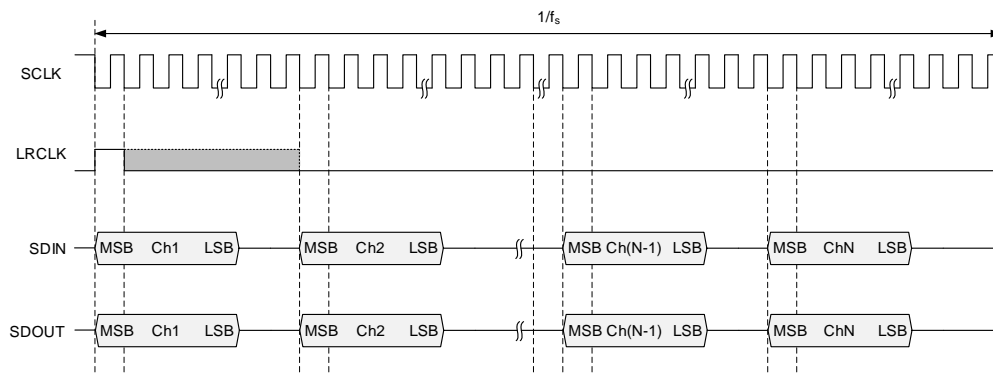 1/fs
SCLK
LRCLK
SDIN MSB Ch1 LSB MSB Ch2 LSB MSB Ch(N-1) LSB MSB ChN LSB
SDOUT MSB Ch1 LSB MSB Ch2 LSB MSB Ch(N-1) LSB MSB ChN LSB